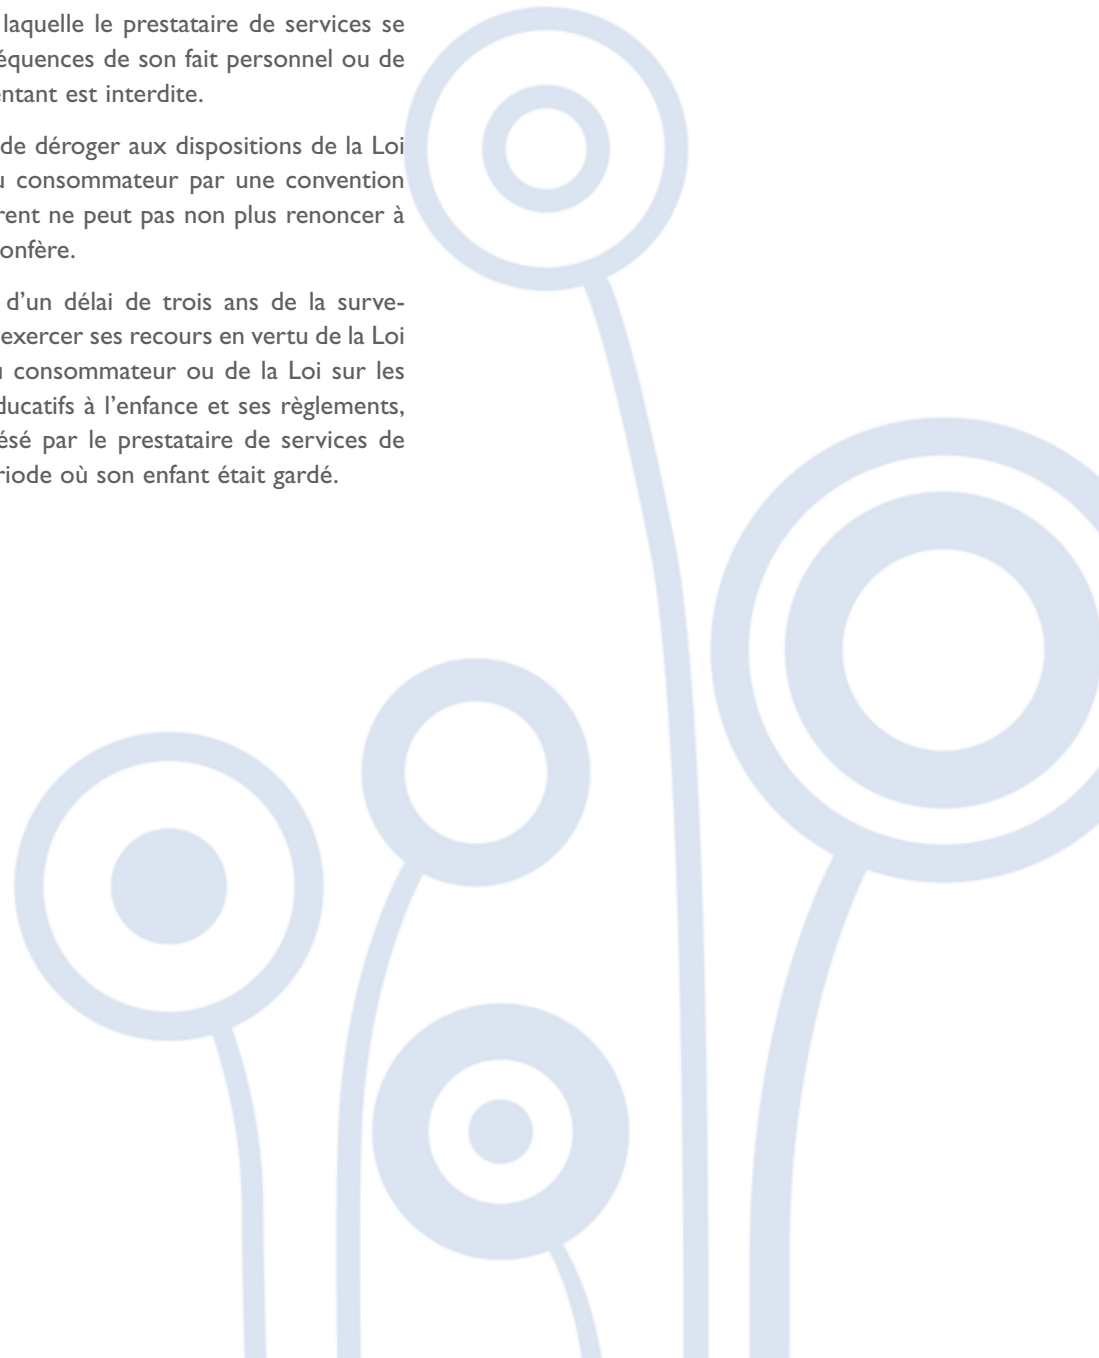 laquelle le prestataire de services se
équences de son fait personnel ou de
entant est interdite.
de déroger aux dispositions de la Loi
u consommateur par une convention
rent ne peut pas non plus renoncer à
onfère.
d’un délai de trois ans de la surve-
exercer ses recours en vertu de la Loi
u consommateur ou de la Loi sur les
ducatifs à l’enfance et ses règlements,
ésé par le prestataire de services de
riode où son enfant était gardé.